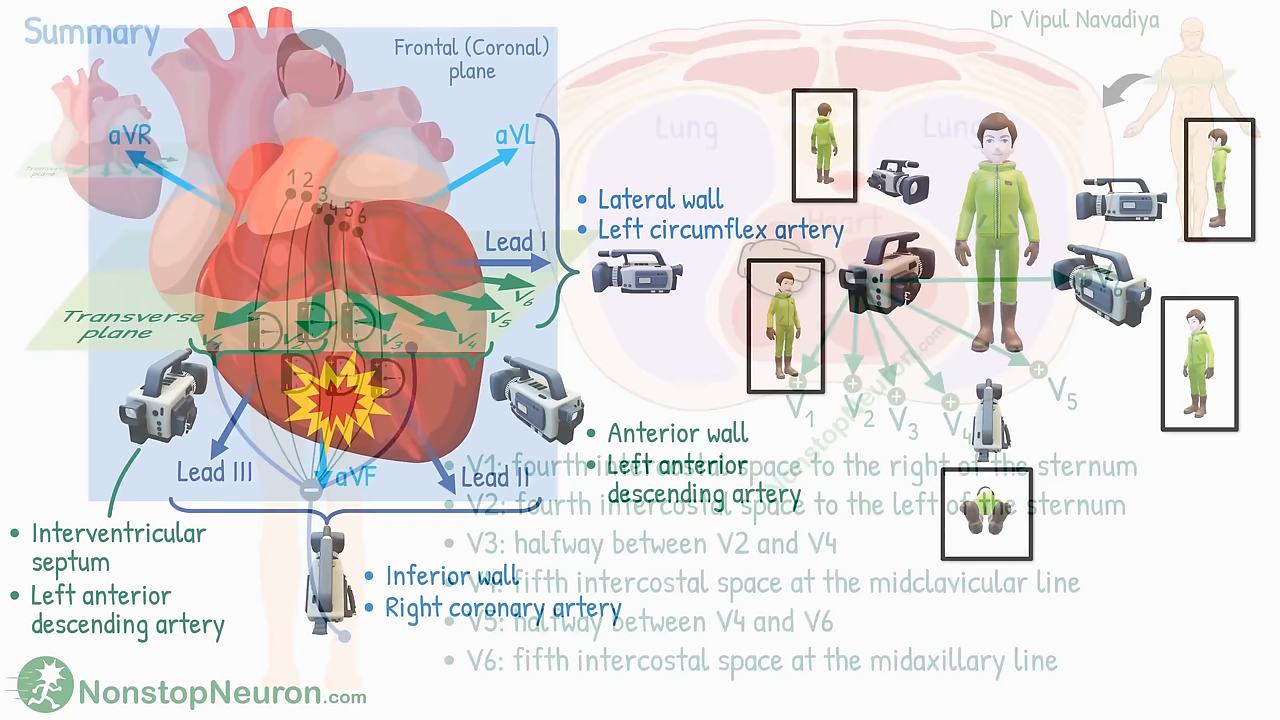 Summary
Dr Vipul Navadiya
Frontal (Coronal)
plane
aVR
aVL
Lung
Lung
Heart
1 2 3 4 5 6
• Lateral wall
• Left circumflex artery
Lead I
V6
V5
Transverse
plane
V1
V2
V3
V4
V1
V2
V3
V4
V5
Lead III
aVF
Lead II
• Anterior wall
• Left anterior
descending artery
• V1: fourth intercostal space to the right of the sternum
• V2: fourth intercostal space to the left of the sternum
• V3: halfway between V2 and V4
• V4: fifth intercostal space at the midclavicular line
• V5: halfway between V4 and V6
• V6: fifth intercostal space at the midaxillary line
• Interventricular
septum
• Left anterior
descending artery
• Inferior wall
• Right coronary artery
NonstopNeuron.com
NonstopNeuron.com